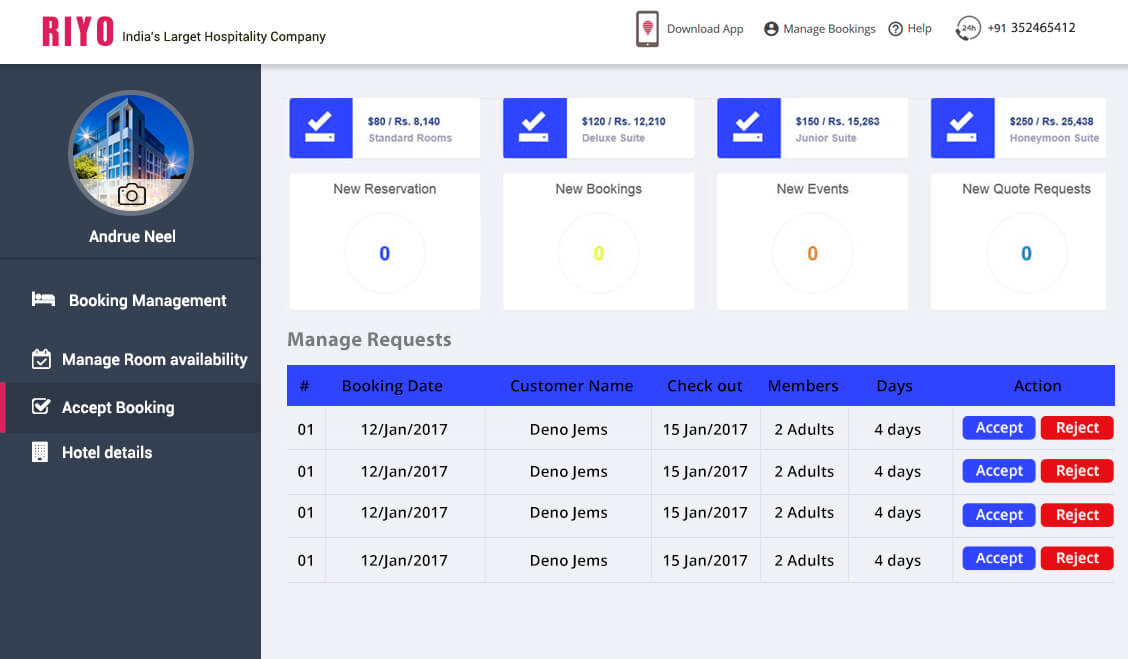 RIYO India's Larget Hospitality Company
Download App
Manage Bookings
Help
24h +91 352465412
Andrue Neel
Booking Management
Manage Room availability
Accept Booking
Hotel details
$80 / Rs. 8,140
Standard Rooms
$120 / Rs. 12,210
Deluxe Suite
$150 / Rs. 15,263
Junior Suite
$250 / Rs. 25,438
Honeymoon Suite
New Reservation
0
New Bookings
0
New Events
0
New Quote Requests
0
Manage Requests
# Booking Date Customer Name Check out Members Days Action
01 12/Jan/2017 Deno Jems 15 Jan/2017 2 Adults 4 days Accept Reject
01 12/Jan/2017 Deno Jems 15 Jan/2017 2 Adults 4 days Accept Reject
01 12/Jan/2017 Deno Jems 15 Jan/2017 2 Adults 4 days Accept Reject
01 12/Jan/2017 Deno Jems 15 Jan/2017 2 Adults 4 days Accept Reject